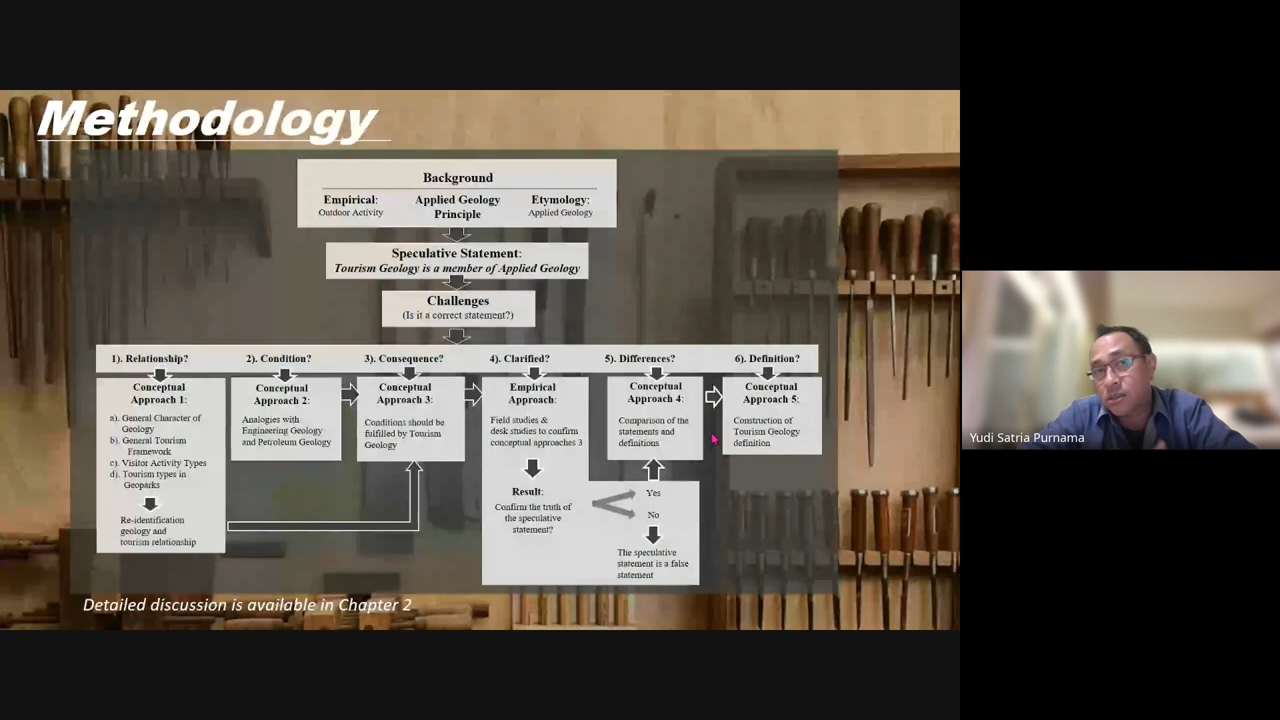 Methodology
Background
Empirical:
Outdoor Activity
Applied Geology
Principle
Etymology:
Applied Geology
Speculative Statement:
Tourism Geology is a member of Applied Geology
Challenges
(Is it a correct statement?)
1). Relationship?
2). Condition?
3). Consequence?
4). Clarified?
5). Differences?
6). Definition?
Conceptual
Approach 1:
a). General Character of
Geology
b). General Tourism
Framework
c). Visitor Activity Types
d). Tourism types in
Geoparks
Re-identification
geology and
tourism relationship
Conceptual
Approach 2:
Analogies with
Engineering Geology
and Petroleum Geology
Conceptual
Approach 3:
Conditions should be
fulfilled by Tourism
Geology
Empirical
Approach:
Field studies &
desk studies to confirm
conceptual approaches 3
Result:
Confirm the truth of
the speculative
statement?
Yes
No
The speculative
statement is a false
statement
Conceptual
Approach 4:
Comparison of the
statements and
definitions
Conceptual
Approach 5:
Construction of
Tourism Geology
definition
Detailed discussion is available in Chapter 2
Yudi Satria Purnama